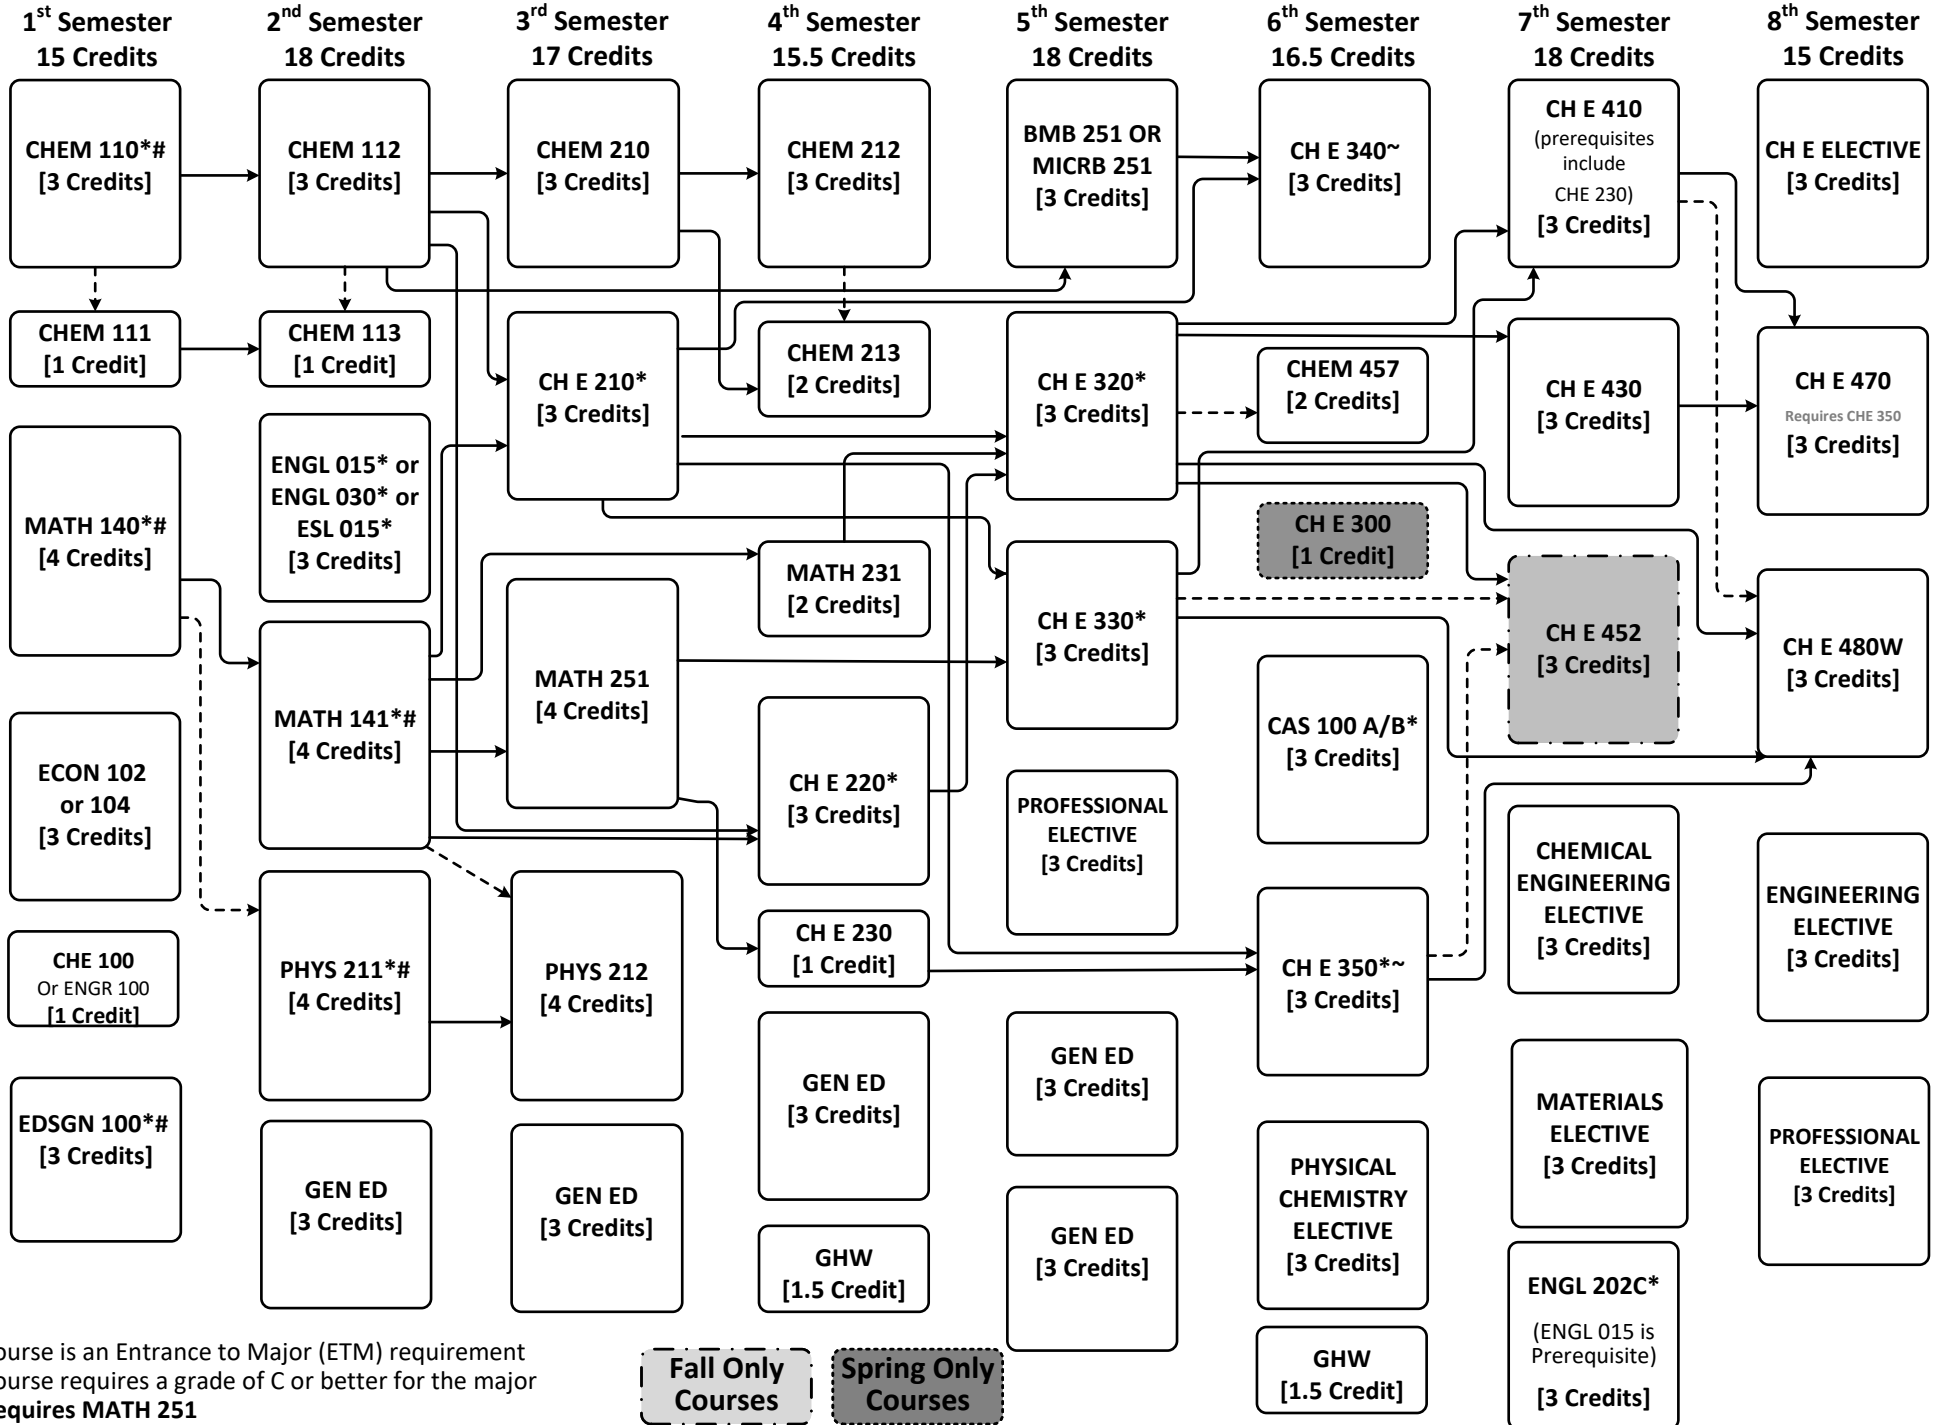 1st Semester
15 Credits
2nd Semester
18 Credits
3rd Semester
17 Credits
4th Semester
15.5 Credits
5th Semester
18 Credits
6th Semester
16.5 Credits
7th Semester
18 Credits
8th Semester
15 Credits
CHEM 110*#
[3 Credits]
CHEM 111
[1 Credit]
MATH 140*#
[4 Credits]
ECON 102
or 104
[3 Credits]
CHE 100
Or ENGR 100
[1 Credit]
EDSGN 100*#
[3 Credits]
CHEM 112
[3 Credits]
CHEM 113
[1 Credit]
ENGL 015* or
ENGL 030* or
ESL 015*
[3 Credits]
MATH 141*#
[4 Credits]
PHYS 211*#
[4 Credits]
GEN ED
[3 Credits]
CHEM 210
[3 Credits]
CH E 210*
[3 Credits]
MATH 251
[4 Credits]
PHYS 212
[4 Credits]
GEN ED
[3 Credits]
CHEM 212
[3 Credits]
CHEM 213
[2 Credits]
MATH 231
[2 Credits]
CH E 220*
[3 Credits]
CH E 230
[1 Credit]
GEN ED
[3 Credits]
GHW
[1.5 Credit]
BMB 251 OR
MICRB 251
[3 Credits]
CH E 320*
[3 Credits]
CH E 330*
[3 Credits]
PROFESSIONAL
ELECTIVE
[3 Credits]
GEN ED
[3 Credits]
GEN ED
[3 Credits]
CH E 340~
[3 Credits]
CHEM 457
[2 Credits]
CH E 300
[1 Credit]
CAS 100 A/B*
[3 Credits]
CH E 350*~
[3 Credits]
PHYSICAL
CHEMISTRY
ELECTIVE
[3 Credits]
GHW
[1.5 Credit]
CH E 410
(prerequisites
include
CHE 230)
[3 Credits]
CH E 430
[3 Credits]
CH E 452
[3 Credits]
CHEMICAL
ENGINEERING
ELECTIVE
[3 Credits]
MATERIALS
ELECTIVE
[3 Credits]
ENGL 202C*
(ENGL 015 is
Prerequisite)
[3 Credits]
CH E ELECTIVE
[3 Credits]
CH E 470
Requires CHE 350
[3 Credits]
CH E 480W
[3 Credits]
ENGINEERING
ELECTIVE
[3 Credits]
PROFESSIONAL
ELECTIVE
[3 Credits]
ourse is an Entrance to Major (ETM) requirement
ourse requires a grade of C or better for the major
equires MATH 251
Fall Only
Courses
Spring Only
Courses